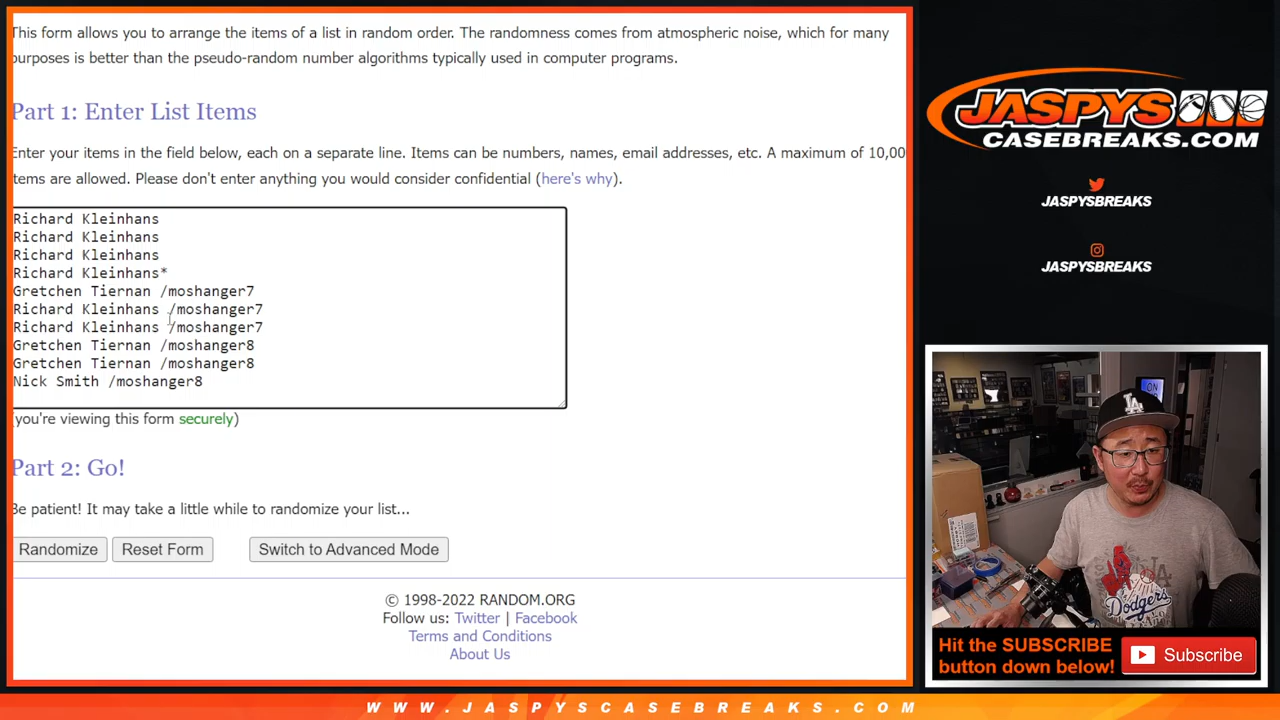 This form allows you to arrange the items of a list in random order. The randomness comes from atmospheric noise, which for many
purposes is better than the pseudo-random number algorithms typically used in computer programs.
Part 1: Enter List Items
Enter your items in the field below, each on a separate line. Items can be numbers, names, email addresses, etc. A maximum of 10,00
items are allowed. Please don't enter anything you would consider confidential (here's why).
Richard Kleinhans
Richard Kleinhans
Richard Kleinhans
Richard Kleinhans*
Gretchen Tiernan /moshanger7
Richard Kleinhans /moshanger7
Richard Kleinhans /moshanger7
Gretchen Tiernan /moshanger8
Gretchen Tiernan /moshanger8
Nick Smith /moshanger8
(you're viewing this form securely)
Part 2: Go!
Be patient! It may take a little while to randomize your list...
Randomize Reset Form Switch to Advanced Mode
© 1998-2022 RANDOM.ORG
Follow us: Twitter | Facebook
Terms and Conditions
About Us
JASPYS
CASEBREAKS.COM
JASPYSBREAKS
JASPYSBREAKS
ON
LA
Dodgers
Hit the SUBSCRIBE
button down below!
Subscribe
WWW.JASPYSCASEBREAKS.COM